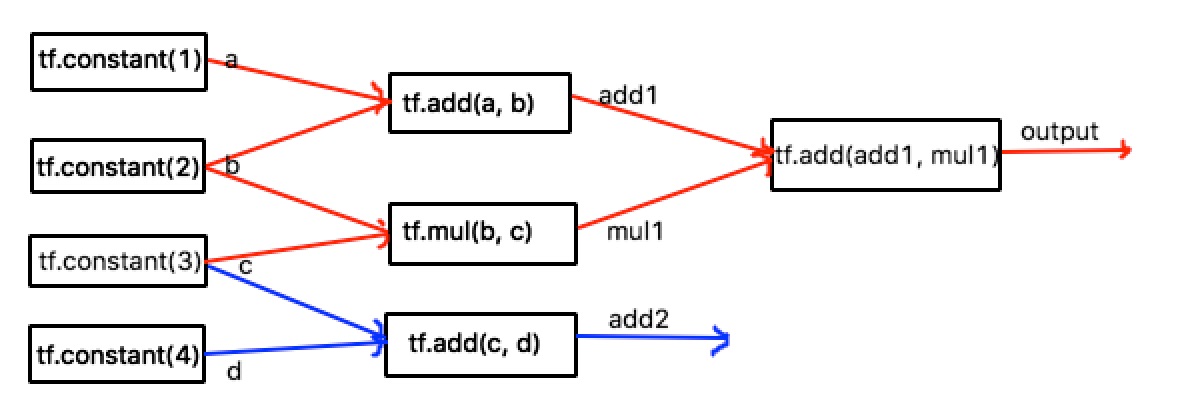 tf.constant(1)
a
tf.add(a, b)
add1
tf.constant(2)
b
tf.add(add1, mul1)
output
tf.mul(b, c)
mul1
tf.constant(3)
c
tf.add(c, d)
add2
tf.constant(4)
d